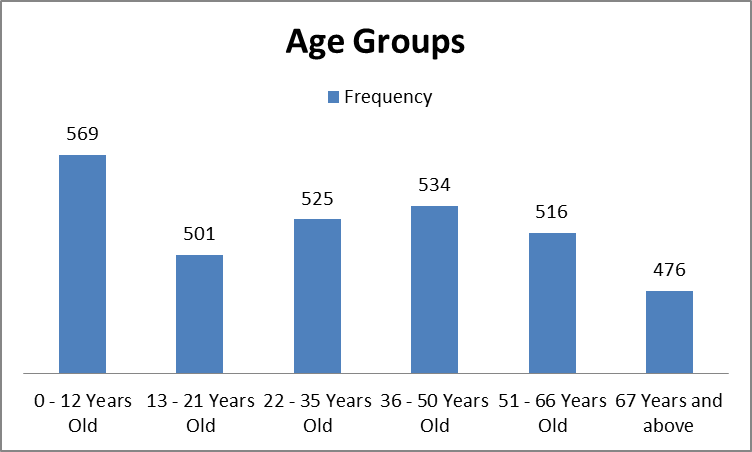 Age Groups
Frequency
569
501
525
534
516
476
0 - 12 Years Old
13 - 21 Years Old
22 - 35 Years Old
36 - 50 Years Old
51 - 66 Years Old
67 Years and above